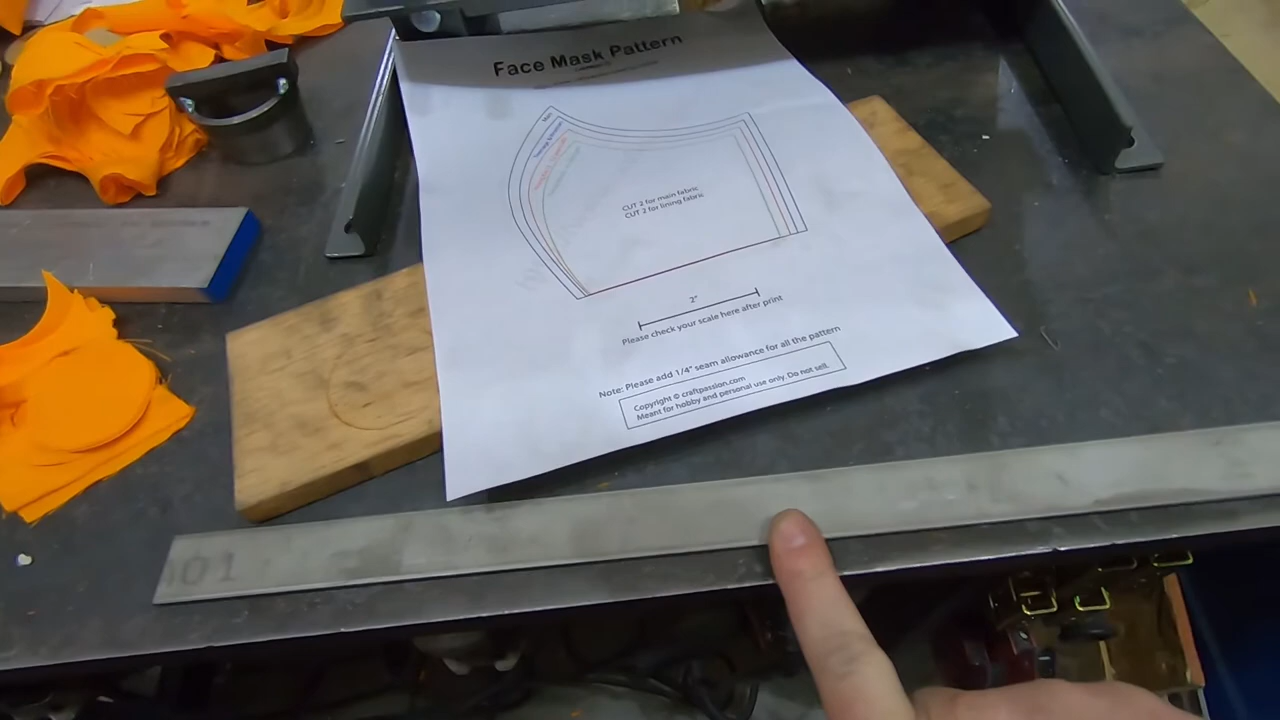 Face Mask Pattern
Main
CUT 2 for main fabric
CUT 2 for lining fabric
2"
Please check your scale here after print
Note: Please add 1/4" seam allowance for all the pattern
Copyright © craftpassion.com
Meant for hobby and personal use only. Do not sell.
01